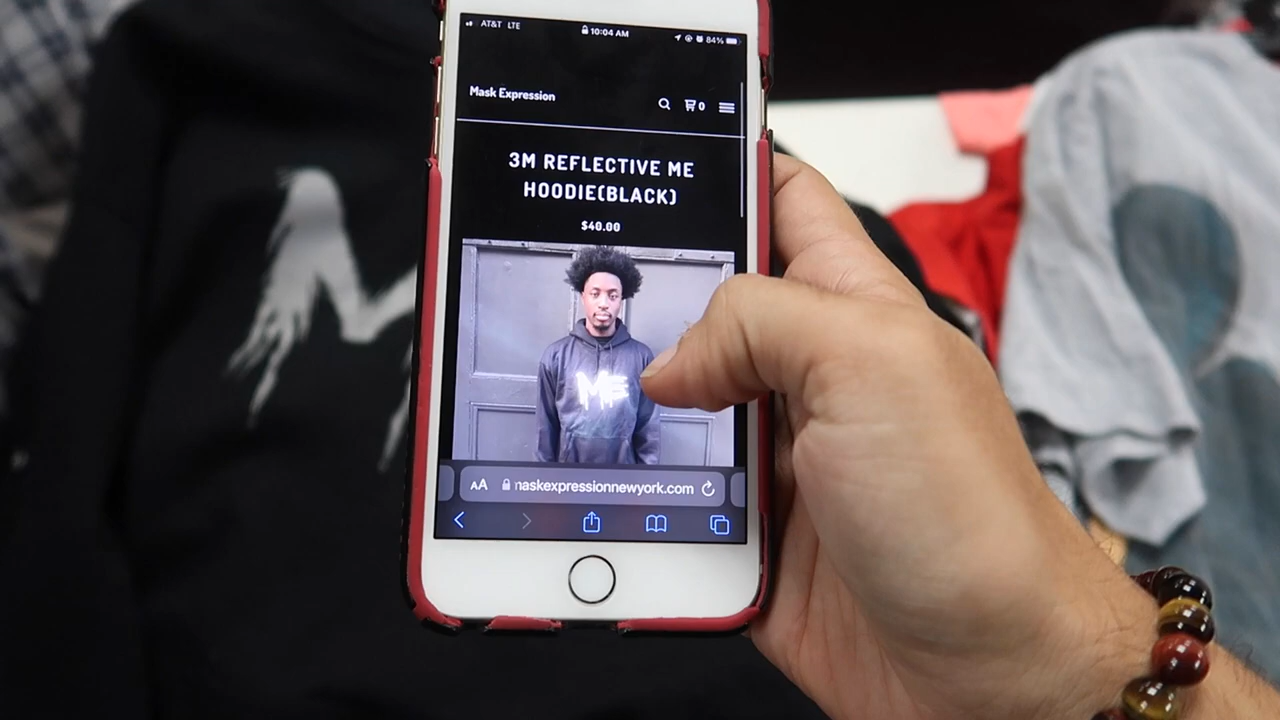 AT&T LTE 10:04 AM 84%
Mask Expression 0
3M REFLECTIVE ME
HOODIE(BLACK)
$40.00
ME
AA naskexpressionnewyork.com